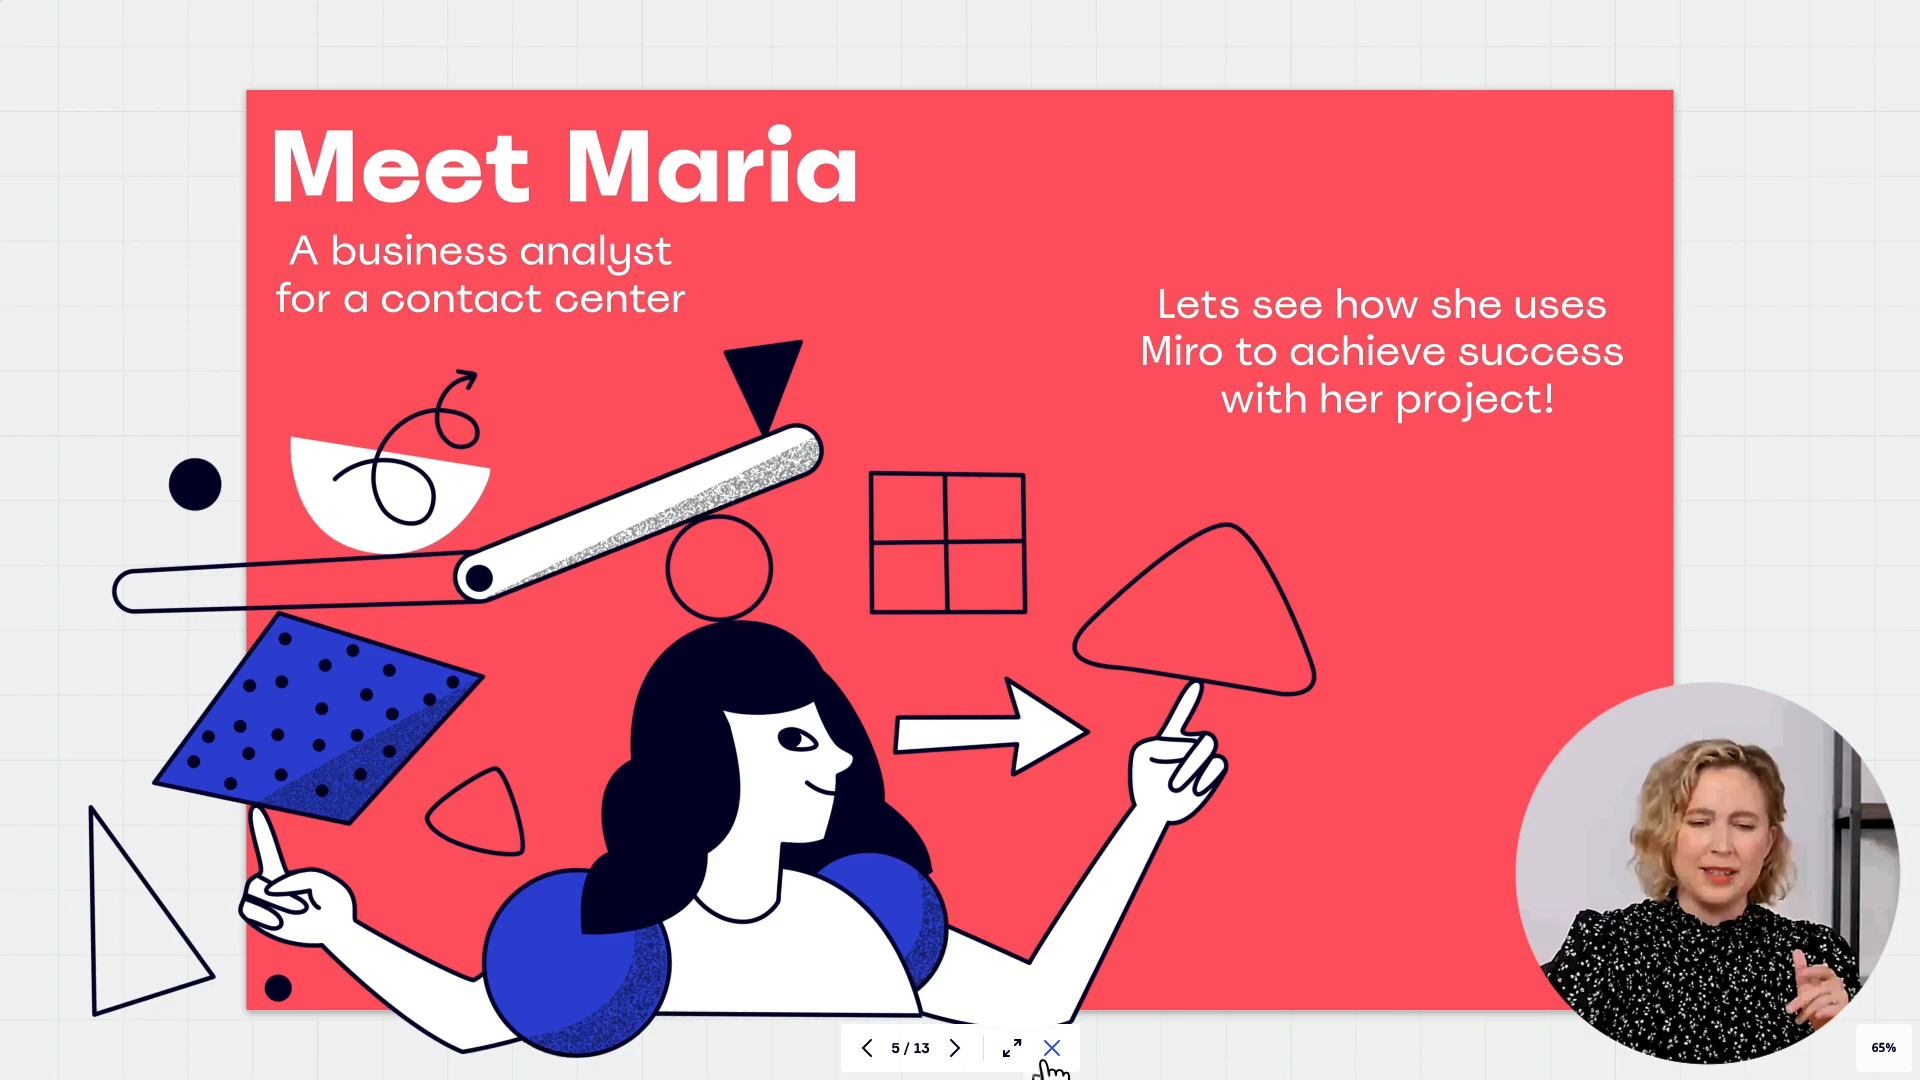 Meet Maria
A business analyst
for a contact center
Lets see how she uses
Miro to achieve success
with her project!
5 / 13
65%